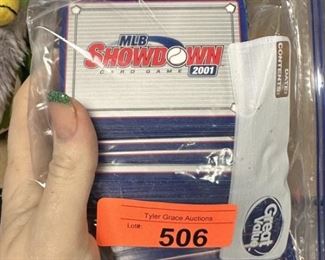 MLB
SHOWDOWN
CARD GAME 2001
DATE:
CONTENTS:
Tyler Grace Auctions
Lot#:
506
Great Value